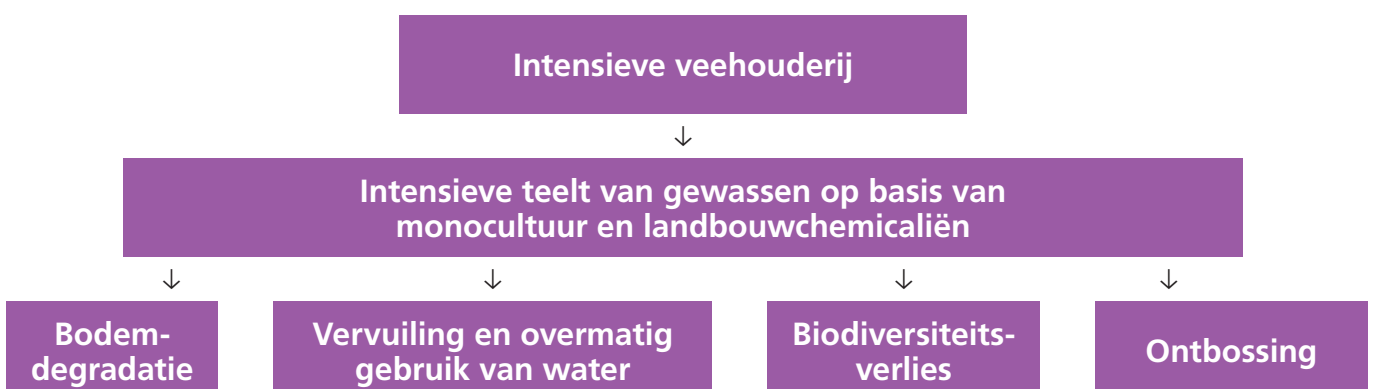 Intensieve veehouderij
↓
Intensieve teelt van gewassen op basis van
monocultuur en landbouwchemicaliën
↓ ↓ ↓ ↓
Bodem-
degradatie
Vervuiling en overmatig
gebruik van water
Biodiversiteits-
verlies
Ontbossing